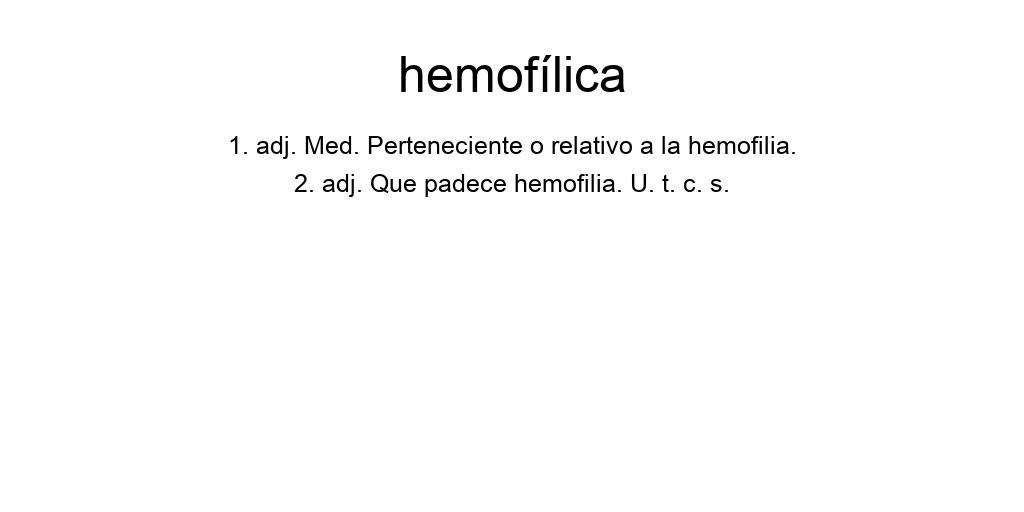 hemofílica
1. adj. Med. Perteneciente o relativo a la hemofilia.
2. adj. Que padece hemofilia. U. t. c. s.